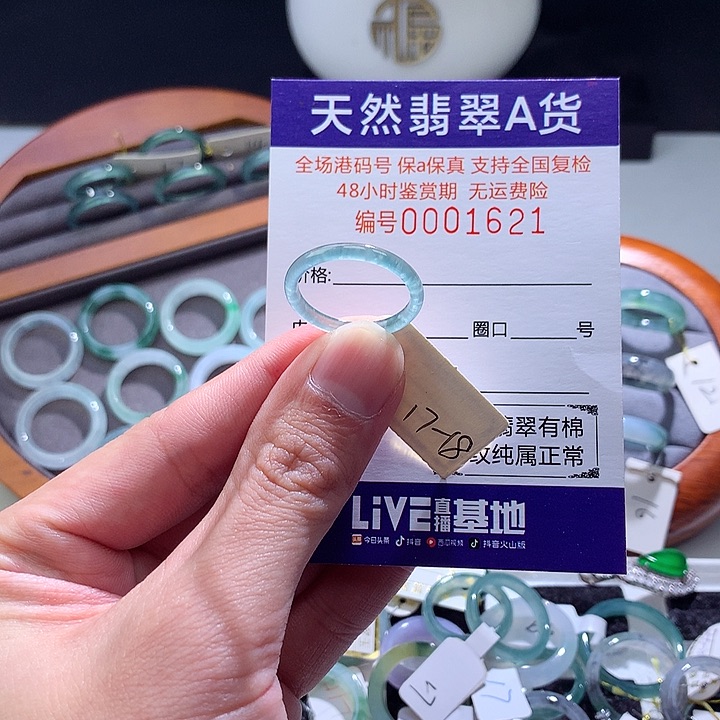 天然翡翠A货
全场港码号 保a保真 支持全国复检
48小时鉴赏期 无运费险
编号0001621
价格:
圈口 号
翡翠有棉
纹纯属正常
LiVE直播基地
今日头条 抖音 西瓜视频 抖音火山版
17
16